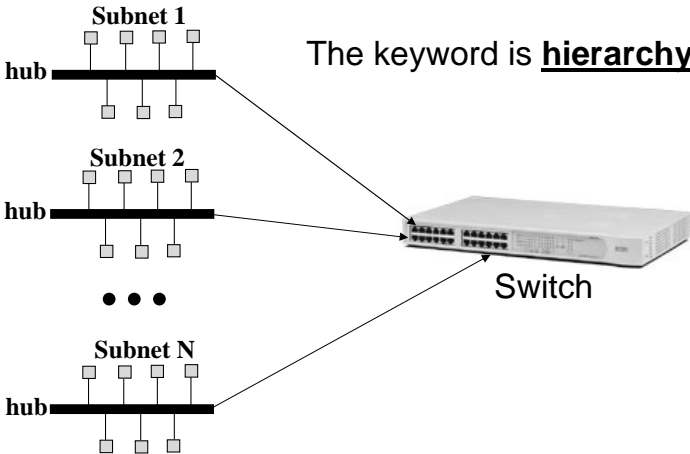 Subnet 1
The keyword is hierarchy
hub
Subnet 2
hub
Switch
Subnet N
hub